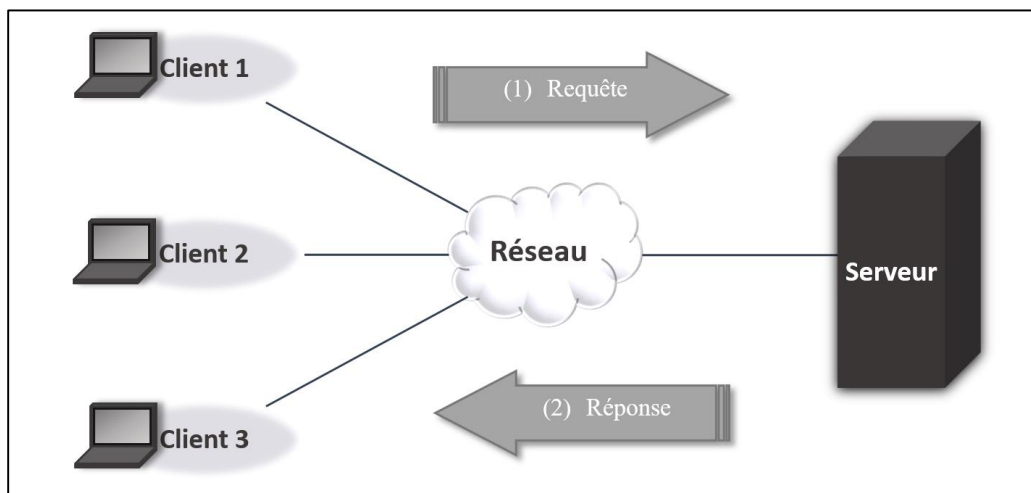 Client 1
(1) Requête
Client 2
Réseau
Serveur
(2) Réponse
Client 3